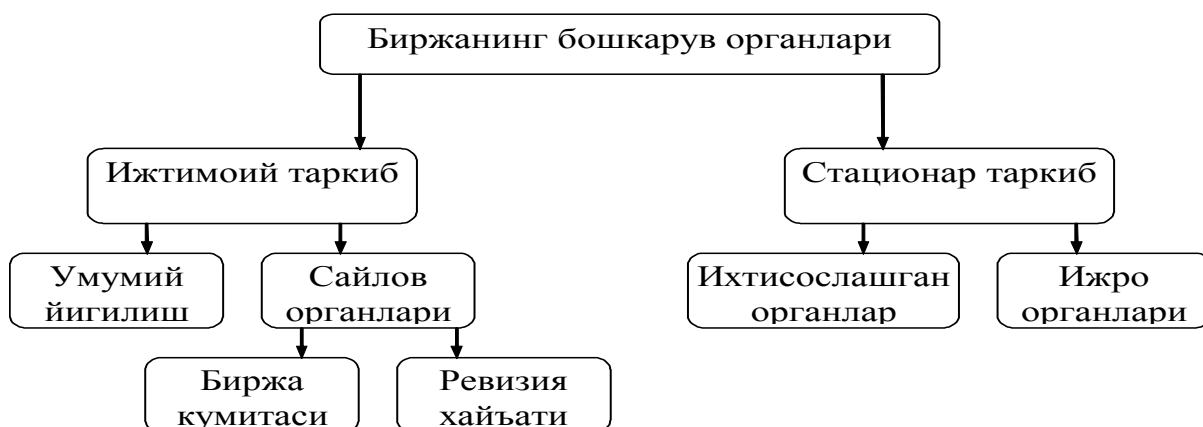 Биржанинг бошкарув органлари
Ижтимоий таркиб
Стационар таркиб
Умумий
йигилиш
Сайлов
органлари
Ихтисослашган
органлар
Ижро
органлари
Биржа
кумитаси
Ревизия
хайъати